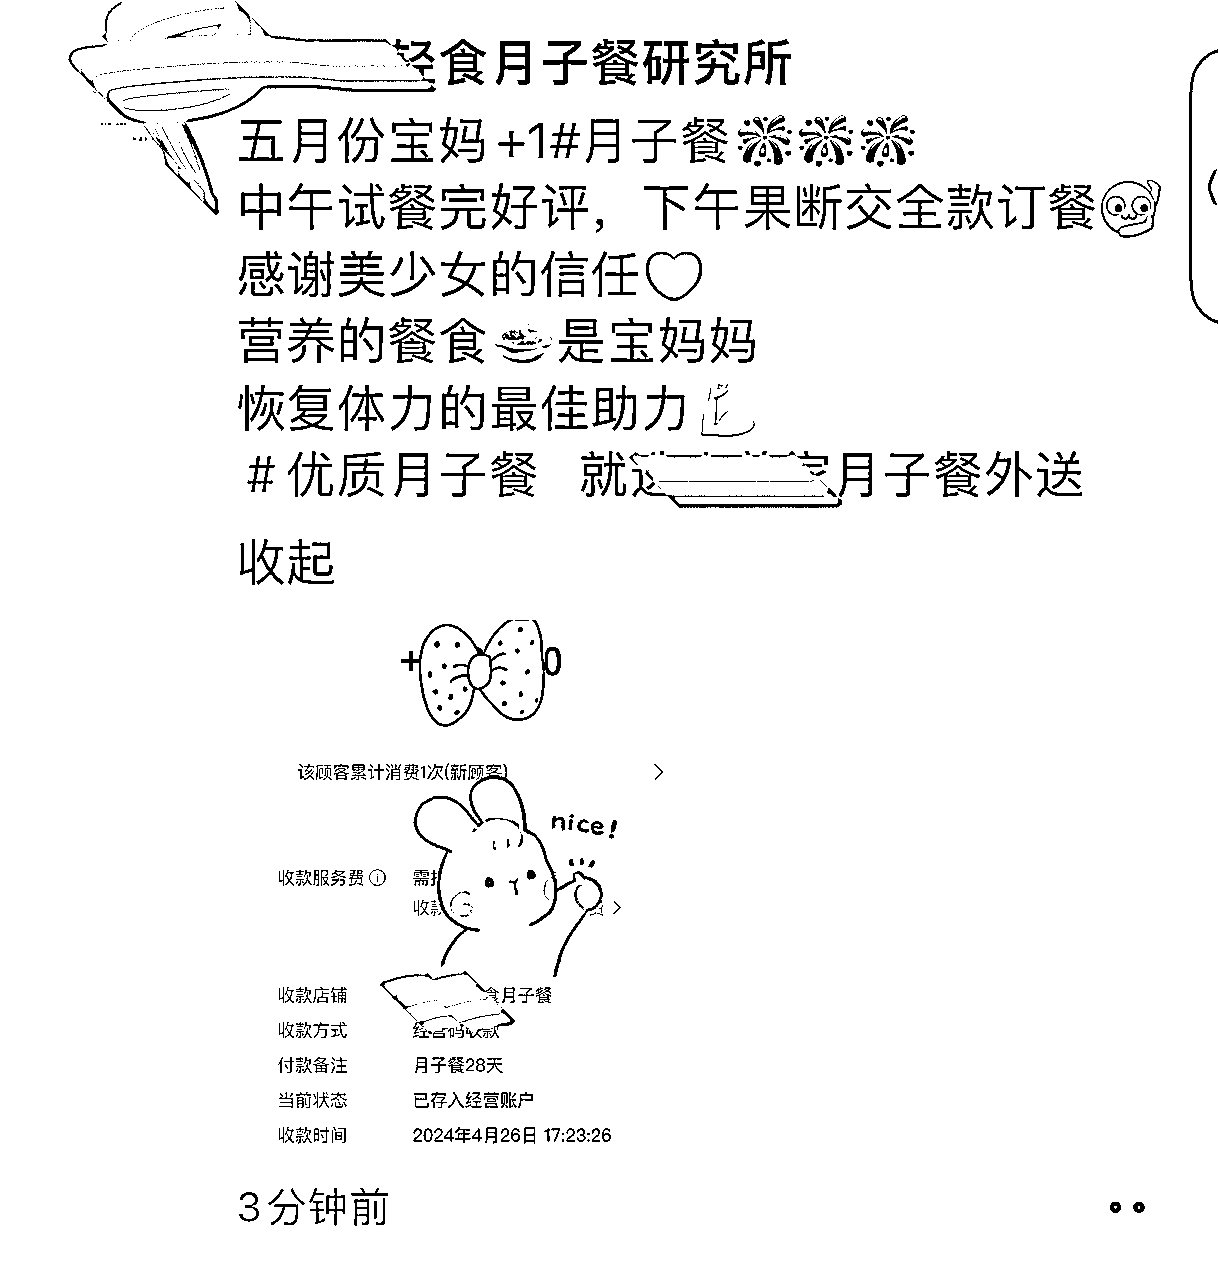 轻食月子餐研究所
五月份宝妈+1#月子餐
中午试餐完好评，下午果断交全款订餐
感谢美少女的信任
营养的餐食是宝妈妈
恢复体力的最佳助力
#优质月子餐 就 月子餐外送
收起
+ 0
该顾客累计消费1次(新顾客)
nice!
收款服务费 需
收款 费
收款店铺 食月子餐
收款方式 经营码收款
付款备注 月子餐28天
当前状态 已存入经营账户
收款时间 2024年4月26日 17:23:26
3分钟前